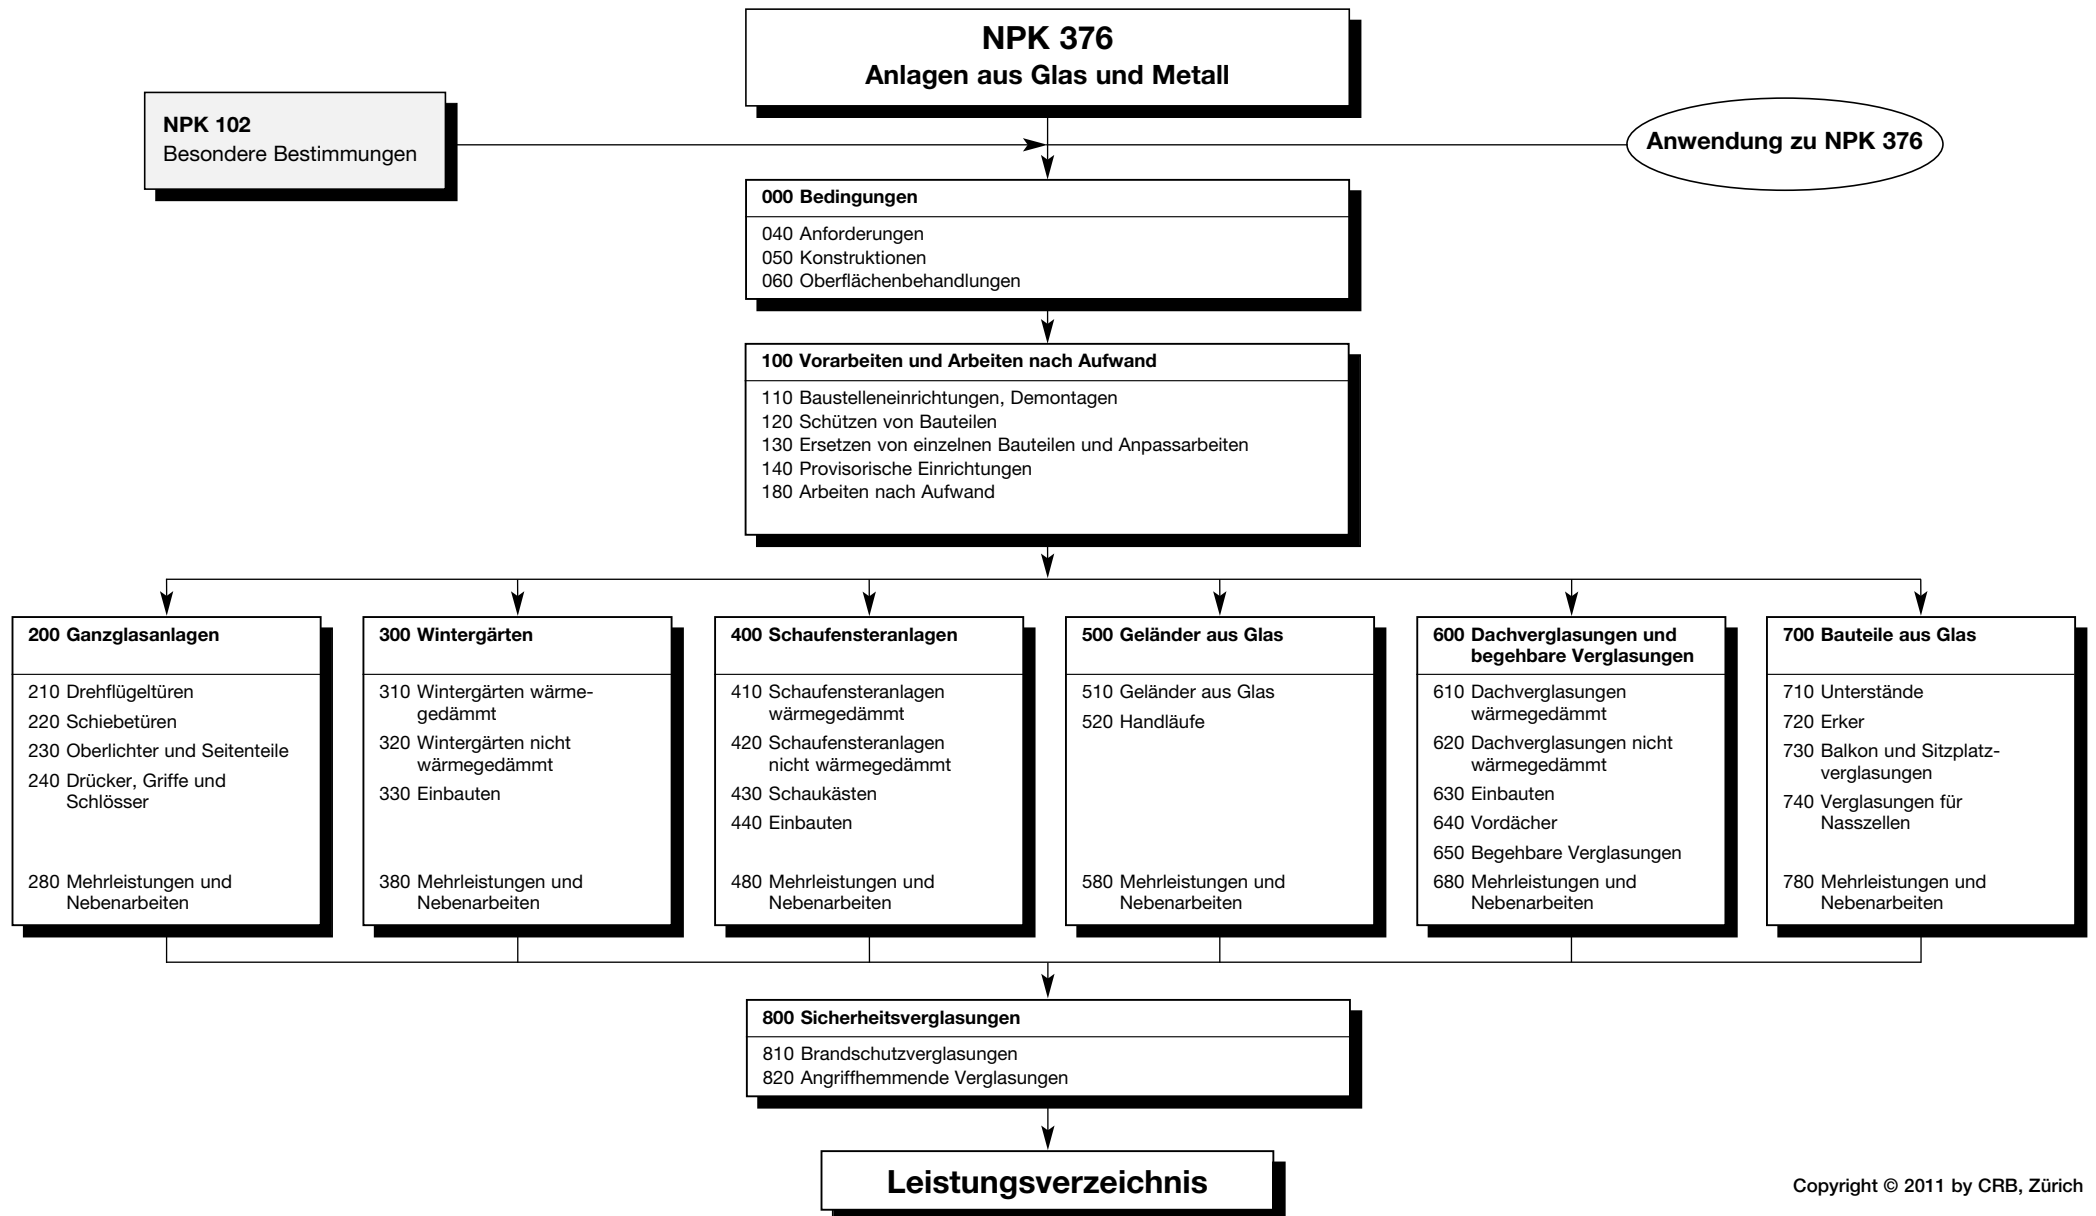 NPK 376
Anlagen aus Glas und Metall
NPK 102
Besondere Bestimmungen
Anwendung zu NPK 376
000 Bedingungen
040 Anforderungen
050 Konstruktionen
060 Oberflächenbehandlungen
100 Vorarbeiten und Arbeiten nach Aufwand
110 Baustelleneinrichtungen, Demontagen
120 Schützen von Bauteilen
130 Ersetzen von einzelnen Bauteilen und Anpassarbeiten
140 Provisorische Einrichtungen
180 Arbeiten nach Aufwand
200 Ganzglasanlagen
210 Drehflügeltüren
220 Schiebetüren
230 Oberlichter und Seitenteile
240 Drücker, Griffe und
Schlösser
280 Mehrleistungen und
Nebenarbeiten
300 Wintergärten
310 Wintergärten wärme-
gedämmt
320 Wintergärten nicht
wärmegedämmt
330 Einbauten
380 Mehrleistungen und
Nebenarbeiten
400 Schaufensteranlagen
410 Schaufensteranlagen
wärmegedämmt
420 Schaufensteranlagen
nicht wärmegedämmt
430 Schaukästen
440 Einbauten
480 Mehrleistungen und
Nebenarbeiten
500 Geländer aus Glas
510 Geländer aus Glas
520 Handläufe
580 Mehrleistungen und
Nebenarbeiten
600 Dachverglasungen und
begehbare Verglasungen
610 Dachverglasungen
wärmegedämmt
620 Dachverglasungen nicht
wärmegedämmt
630 Einbauten
640 Vordächer
650 Begehbare Verglasungen
680 Mehrleistungen und
Nebenarbeiten
700 Bauteile aus Glas
710 Unterstände
720 Erker
730 Balkon und Sitzplatz-
verglasungen
740 Verglasungen für
Nasszellen
780 Mehrleistungen und
Nebenarbeiten
800 Sicherheitsverglasungen
810 Brandschutzverglasungen
820 Angriffhemmende Verglasungen
Leistungsverzeichnis
Copyright © 2011 by CRB, Zürich